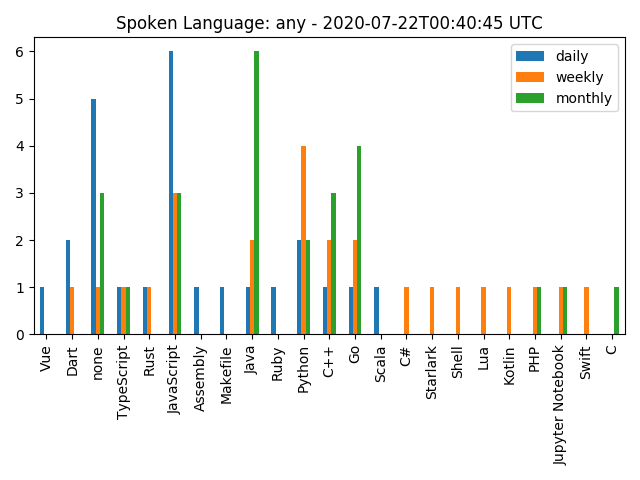 Spoken Language: any - 2020-07-22T00:40:45 UTC
daily
weekly
monthly
6
5
4
3
2
1
0
Vue
Dart
none
TypeScript
Rust
JavaScript
Assembly
Makefile
Java
Ruby
Python
C++
Go
Scala
C#
Starlark
Shell
Lua
Kotlin
PHP
Jupyter Notebook
Swift
C